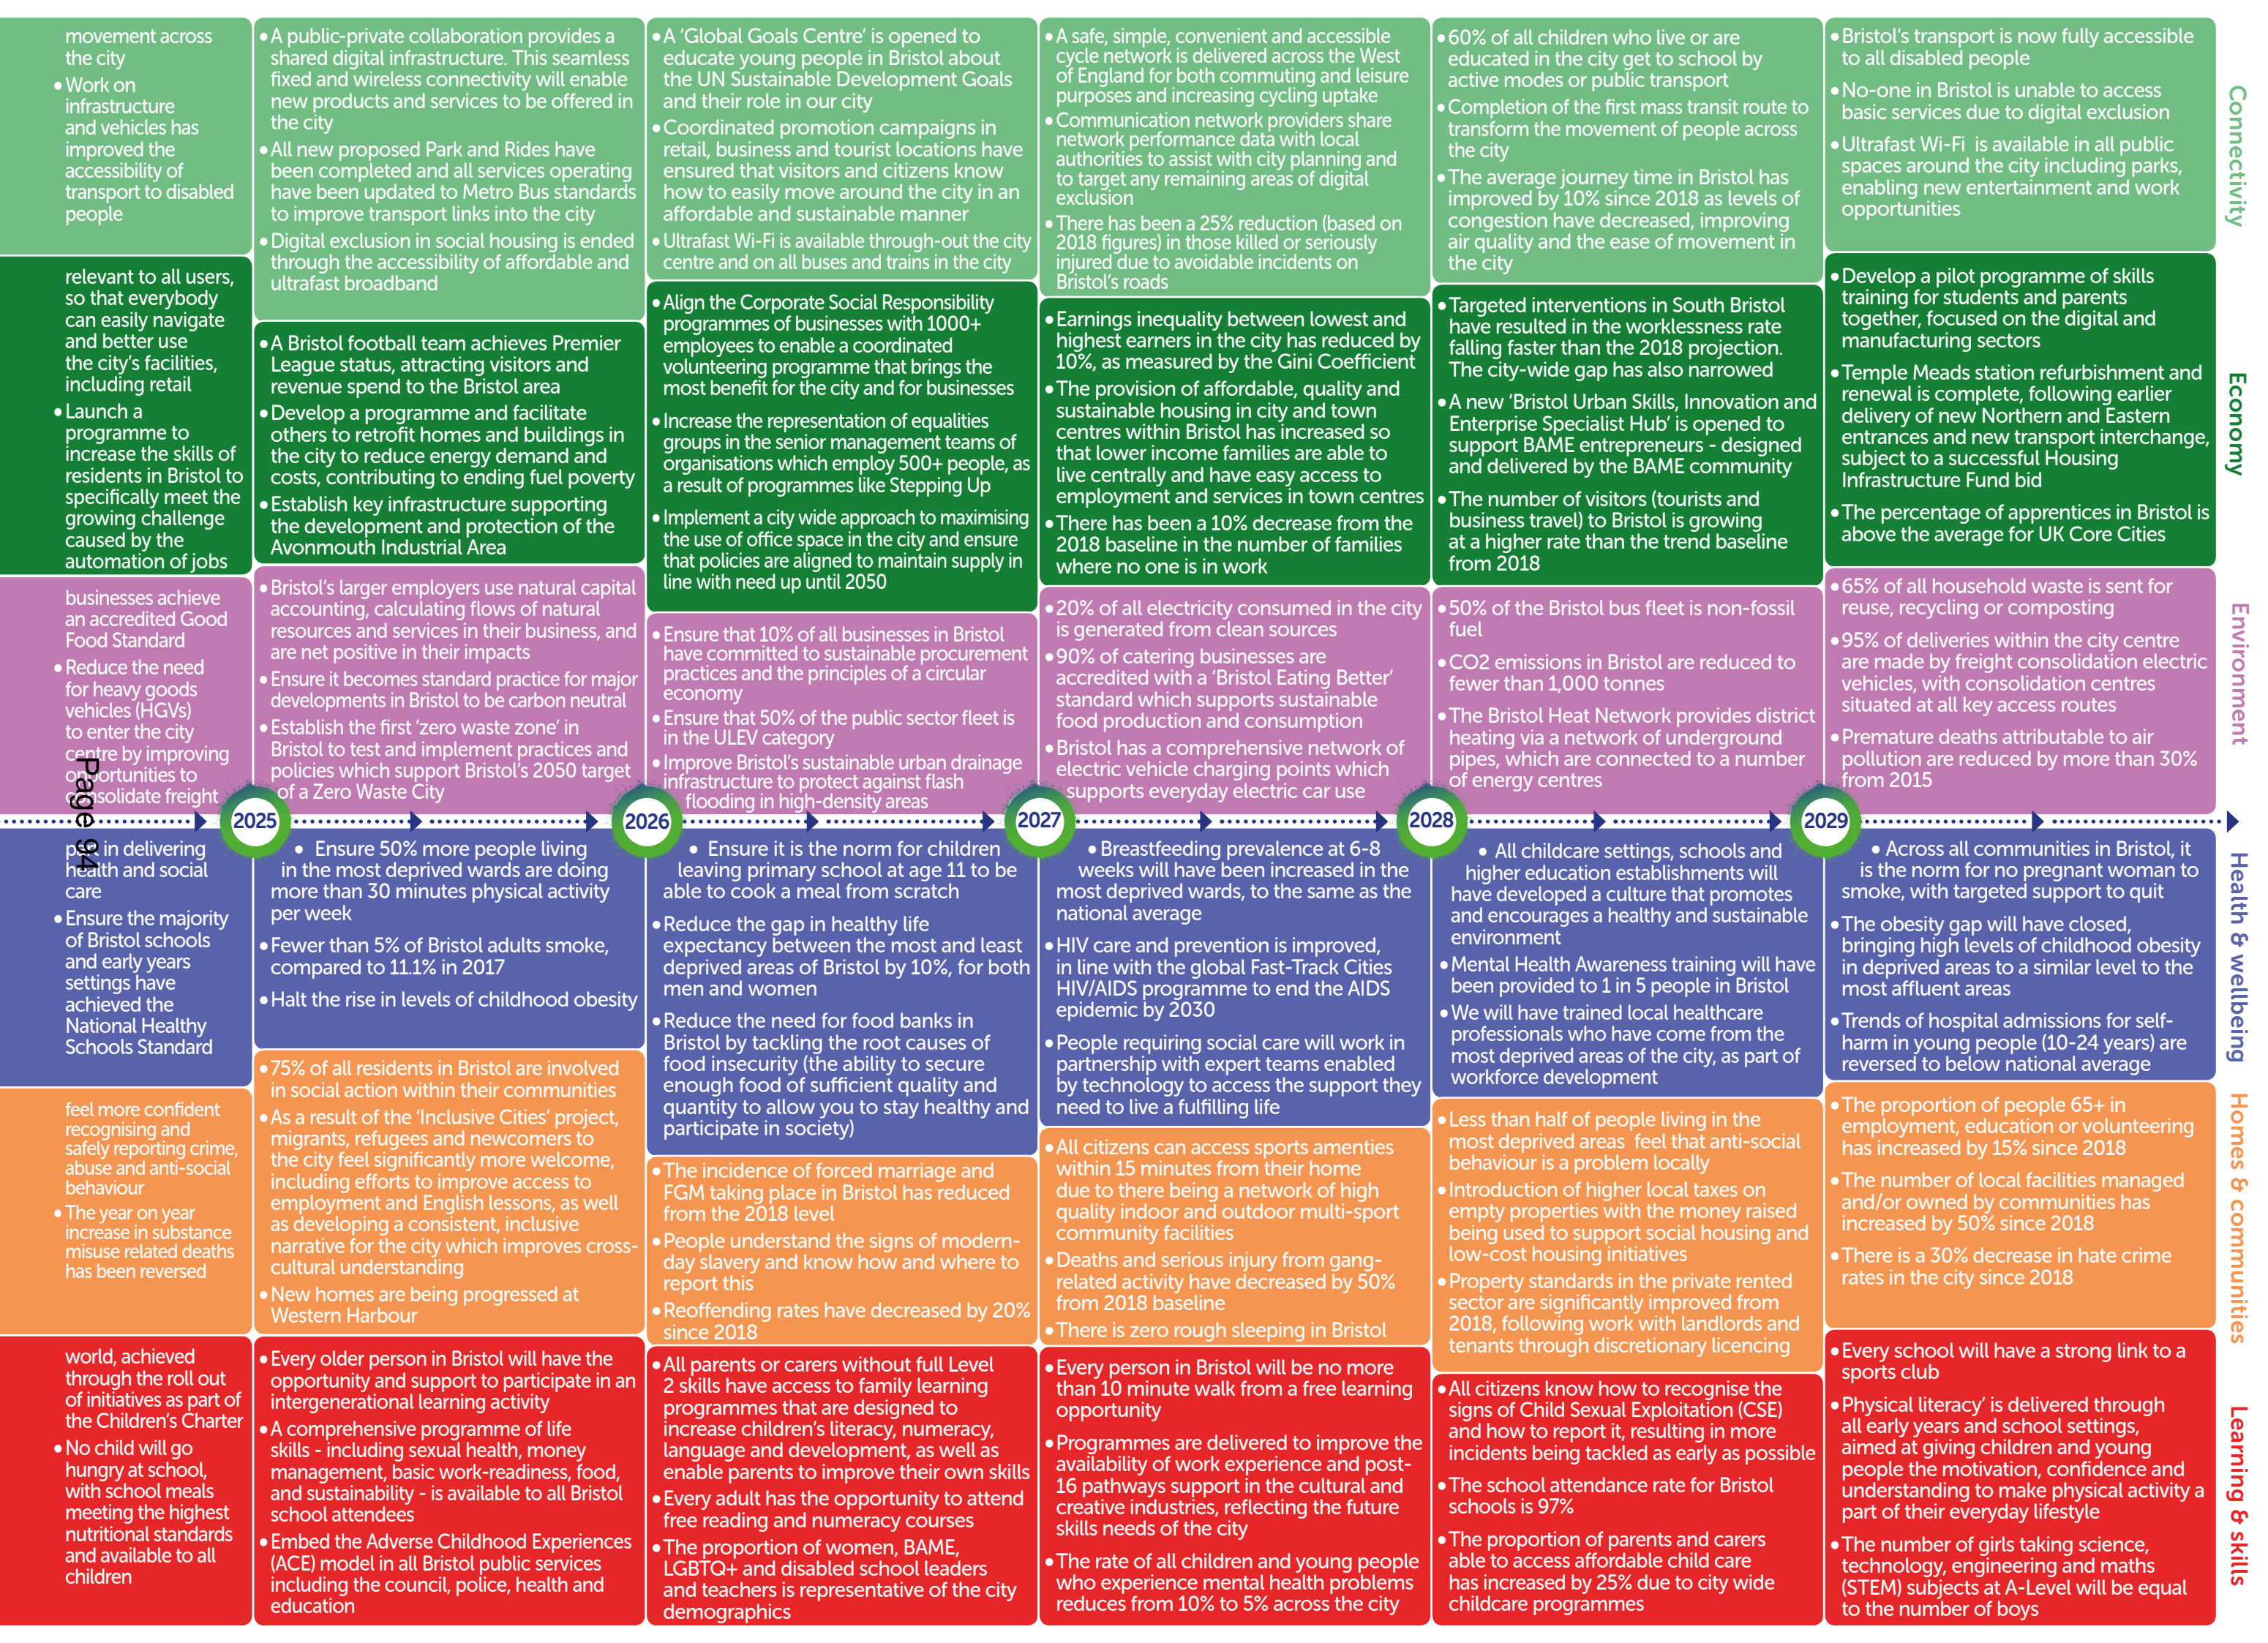 movement across
the city
• Work on
infrastructure
and vehicles has
improved the
accessibility of
transport to disabled
people
relevant to all users,
so that everybody
can easily navigate
and better use
the city's facilities,
including retail
• Launch a
programme to
increase the skills of
residents in Bristol to
specifically meet the
growing challenge
caused by the
automation of jobs
businesses achieve
an accredited Good
Food Standard
• Reduce the need
for heavy goods
vehicles (HGVs)
to enter the city
centre by improving
opportunities to
consolidate freight
Page 94
in delivering
health and social
care
• Ensure the majority
of Bristol schools
and early years
settings have
achieved the
National Healthy
Schools Standard
feel more confident
recognising and
safely reporting crime,
abuse and anti-social
behaviour
• The year on year
increase in substance
misuse related deaths
has been reversed
world, achieved
through the roll out
of initiatives as part of
the Children's Charter
• No child will go
hungry at school,
with school meals
meeting the highest
nutritional standards
and available to all
children
• A public-private collaboration provides a
shared digital infrastructure. This seamless
fixed and wireless connectivity will enable
new products and services to be offered in
the city
• All new proposed Park and Rides have
been completed and all services operating
have been updated to Metro Bus standards
to improve transport links into the city
• Digital exclusion in social housing is ended
through the accessibility of affordable and
ultrafast broadband
• A Bristol football team achieves Premier
League status, attracting visitors and
revenue spend to the Bristol area
• Develop a programme and facilitate
others to retrofit homes and buildings in
the city to reduce energy demand and
costs, contributing to ending fuel poverty
• Establish key infrastructure supporting
the development and protection of the
Avonmouth Industrial Area
• Bristol's larger employers use natural capital
accounting, calculating flows of natural
resources and services in their business, and
are net positive in their impacts
• Ensure it becomes standard practice for major
developments in Bristol to be carbon neutral
• Establish the first 'zero waste zone' in
Bristol to test and implement practices and
policies which support Bristol's 2050 target
of a Zero Waste City
2025
• Ensure 50% more people living
in the most deprived wards are doing
more than 30 minutes physical activity
per week
• Fewer than 5% of Bristol adults smoke,
compared to 11.1% in 2017
• Halt the rise in levels of childhood obesity
• 75% of all residents in Bristol are involved
in social action within their communities
• As a result of the 'Inclusive Cities' project,
migrants, refugees and newcomers to
the city feel significantly more welcome,
including efforts to improve access to
employment and English lessons, as well
as developing a consistent, inclusive
narrative for the city which improves cross-
cultural understanding
• New homes are being progressed at
Western Harbour
• Every older person in Bristol will have the
opportunity and support to participate in an
intergenerational learning activity
• A comprehensive programme of life
skills - including sexual health, money
management, basic work-readiness, food,
and sustainability - is available to all Bristol
school attendees
• Embed the Adverse Childhood Experiences
(ACE) model in all Bristol public services
including the council, police, health and
education
• A 'Global Goals Centre' is opened to
educate young people in Bristol about
the UN Sustainable Development Goals
and their role in our city
• Coordinated promotion campaigns in
retail, business and tourist locations have
ensured that visitors and citizens know
how to easily move around the city in an
affordable and sustainable manner
• Ultrafast Wi-Fi is available through-out the city
centre and on all buses and trains in the city
• Align the Corporate Social Responsibility
programmes of businesses with 1000+
employees to enable a coordinated
volunteering programme that brings the
most benefit for the city and for businesses
• Increase the representation of equalities
groups in the senior management teams of
organisations which employ 500+ people, as
a result of programmes like Stepping Up
• Implement a city wide approach to maximising
the use of office space in the city and ensure
that policies are aligned to maintain supply in
line with need up until 2050
• Ensure that 10% of all businesses in Bristol
have committed to sustainable procurement
practices and the principles of a circular
economy
• Ensure that 50% of the public sector fleet is
in the ULEV category
• Improve Bristol's sustainable urban drainage
infrastructure to protect against flash
flooding in high-density areas
2026
• Ensure it is the norm for children
leaving primary school at age 11 to be
able to cook a meal from scratch
• Reduce the gap in healthy life
expectancy between the most and least
deprived areas of Bristol by 10%, for both
men and women
• Reduce the need for food banks in
Bristol by tackling the root causes of
food insecurity (the ability to secure
enough food of sufficient quality and
quantity to allow you to stay healthy and
participate in society)
• The incidence of forced marriage and
FGM taking place in Bristol has reduced
from the 2018 level
• People understand the signs of modern-
day slavery and know how and where to
report this
• Reoffending rates have decreased by 20%
since 2018
• All parents or carers without full Level
2 skills have access to family learning
programmes that are designed to
increase children's literacy, numeracy,
language and development, as well as
enable parents to improve their own skills
• Every adult has the opportunity to attend
free reading and numeracy courses
• The proportion of women, BAME,
LGBTQ+ and disabled school leaders
and teachers is representative of the city
demographics
• A safe, simple, convenient and accessible
cycle network is delivered across the West
of England for both commuting and leisure
purposes and increasing cycling uptake
• Communication network providers share
network performance data with local
authorities to assist with city planning and
to target any remaining areas of digital
exclusion
• There has been a 25% reduction (based on
2018 figures) in those killed or seriously
injured due to avoidable incidents on
Bristol's roads
• Earnings inequality between lowest and
highest earners in the city has reduced by
10%, as measured by the Gini Coefficient
• The provision of affordable, quality and
sustainable housing in city and town
centres within Bristol has increased so
that lower income families are able to
live centrally and have easy access to
employment and services in town centres
• There has been a 10% decrease from the
2018 baseline in the number of families
where no one is in work
• 20% of all electricity consumed in the city
is generated from clean sources
• 90% of catering businesses are
accredited with a 'Bristol Eating Better'
standard which supports sustainable
food production and consumption
• Bristol has a comprehensive network of
electric vehicle charging points which
supports everyday electric car use
2027
• Breastfeeding prevalence at 6-8
weeks will have been increased in the
most deprived wards, to the same as the
national average
• HIV care and prevention is improved,
in line with the global Fast-Track Cities
HIV/AIDS programme to end the AIDS
epidemic by 2030
• People requiring social care will work in
partnership with expert teams enabled
by technology to access the support they
need to live a fulfilling life
• All citizens can access sports amenties
within 15 minutes from their home
due to there being a network of high
quality indoor and outdoor multi-sport
community facilities
• Deaths and serious injury from gang-
related activity have decreased by 50%
from 2018 baseline
• There is zero rough sleeping in Bristol
• Every person in Bristol will be no more
than 10 minute walk from a free learning
opportunity
• Programmes are delivered to improve the
availability of work experience and post-
16 pathways support in the cultural and
creative industries, reflecting the future
skills needs of the city
• The rate of all children and young people
who experience mental health problems
reduces from 10% to 5% across the city
• 60% of all children who live or are
educated in the city get to school by
active modes or public transport
• Completion of the first mass transit route to
transform the movement of people across
the city
• The average journey time in Bristol has
improved by 10% since 2018 as levels of
congestion have decreased, improving
air quality and the ease of movement in
the city
• Targeted interventions in South Bristol
have resulted in the worklessness rate
falling faster than the 2018 projection.
The city-wide gap has also narrowed
• A new 'Bristol Urban Skills, Innovation and
Enterprise Specialist Hub' is opened to
support BAME entrepreneurs - designed
and delivered by the BAME community
• The number of visitors (tourists and
business travel) to Bristol is growing
at a higher rate than the trend baseline
from 2018
• 50% of the Bristol bus fleet is non-fossil
fuel
• CO2 emissions in Bristol are reduced to
fewer than 1,000 tonnes
• The Bristol Heat Network provides district
heating via a network of underground
pipes, which are connected to a number
of energy centres
2028
• All childcare settings, schools and
higher education establishments will
have developed a culture that promotes
and encourages a healthy and sustainable
environment
• Mental Health Awareness training will have
been provided to 1 in 5 people in Bristol
• We will have trained local healthcare
professionals who have come from the
most deprived areas of the city, as part of
workforce development
• Less than half of people living in the
most deprived areas feel that anti-social
behaviour is a problem locally
• Introduction of higher local taxes on
empty properties with the money raised
being used to support social housing and
low-cost housing initiatives
• Property standards in the private rented
sector are significantly improved from
2018, following work with landlords and
tenants through discretionary licencing
• All citizens know how to recognise the
signs of Child Sexual Exploitation (CSE)
and how to report it, resulting in more
incidents being tackled as early as possible
• The school attendance rate for Bristol
schools is 97%
• The proportion of parents and carers
able to access affordable child care
has increased by 25% due to city wide
childcare programmes
• Bristol's transport is now fully accessible
to all disabled people
• No-one in Bristol is unable to access
basic services due to digital exclusion
• Ultrafast Wi-Fi is available in all public
spaces around the city including parks,
enabling new entertainment and work
opportunities
• Develop a pilot programme of skills
training for students and parents
together, focused on the digital and
manufacturing sectors
• Temple Meads station refurbishment and
renewal is complete, following earlier
delivery of new Northern and Eastern
entrances and new transport interchange,
subject to a successful Housing
Infrastructure Fund bid
• The percentage of apprentices in Bristol is
above the average for UK Core Cities
• 65% of all household waste is sent for
reuse, recycling or composting
• 95% of deliveries within the city centre
are made by freight consolidation electric
vehicles, with consolidation centres
situated at all key access routes
• Premature deaths attributable to air
pollution are reduced by more than 30%
from 2015
2029
• Across all communities in Bristol, it
is the norm for no pregnant woman to
smoke, with targeted support to quit
• The obesity gap will have closed,
bringing high levels of childhood obesity
in deprived areas to a similar level to the
most affluent areas
• Trends of hospital admissions for self-
harm in young people (10-24 years) are
reversed to below national average
• The proportion of people 65+ in
employment, education or volunteering
has increased by 15% since 2018
• The number of local facilities managed
and/or owned by communities has
increased by 50% since 2018
• There is a 30% decrease in hate crime
rates in the city since 2018
• Every school will have a strong link to a
sports club
• Physical literacy' is delivered through
all early years and school settings,
aimed at giving children and young
people the motivation, confidence and
understanding to make physical activity a
part of their everyday lifestyle
• The number of girls taking science,
technology, engineering and maths
(STEM) subjects at A-Level will be equal
to the number of boys
Connectivity
Economy
Environment
Health & wellbeing
Homes & communities
Learning & skills